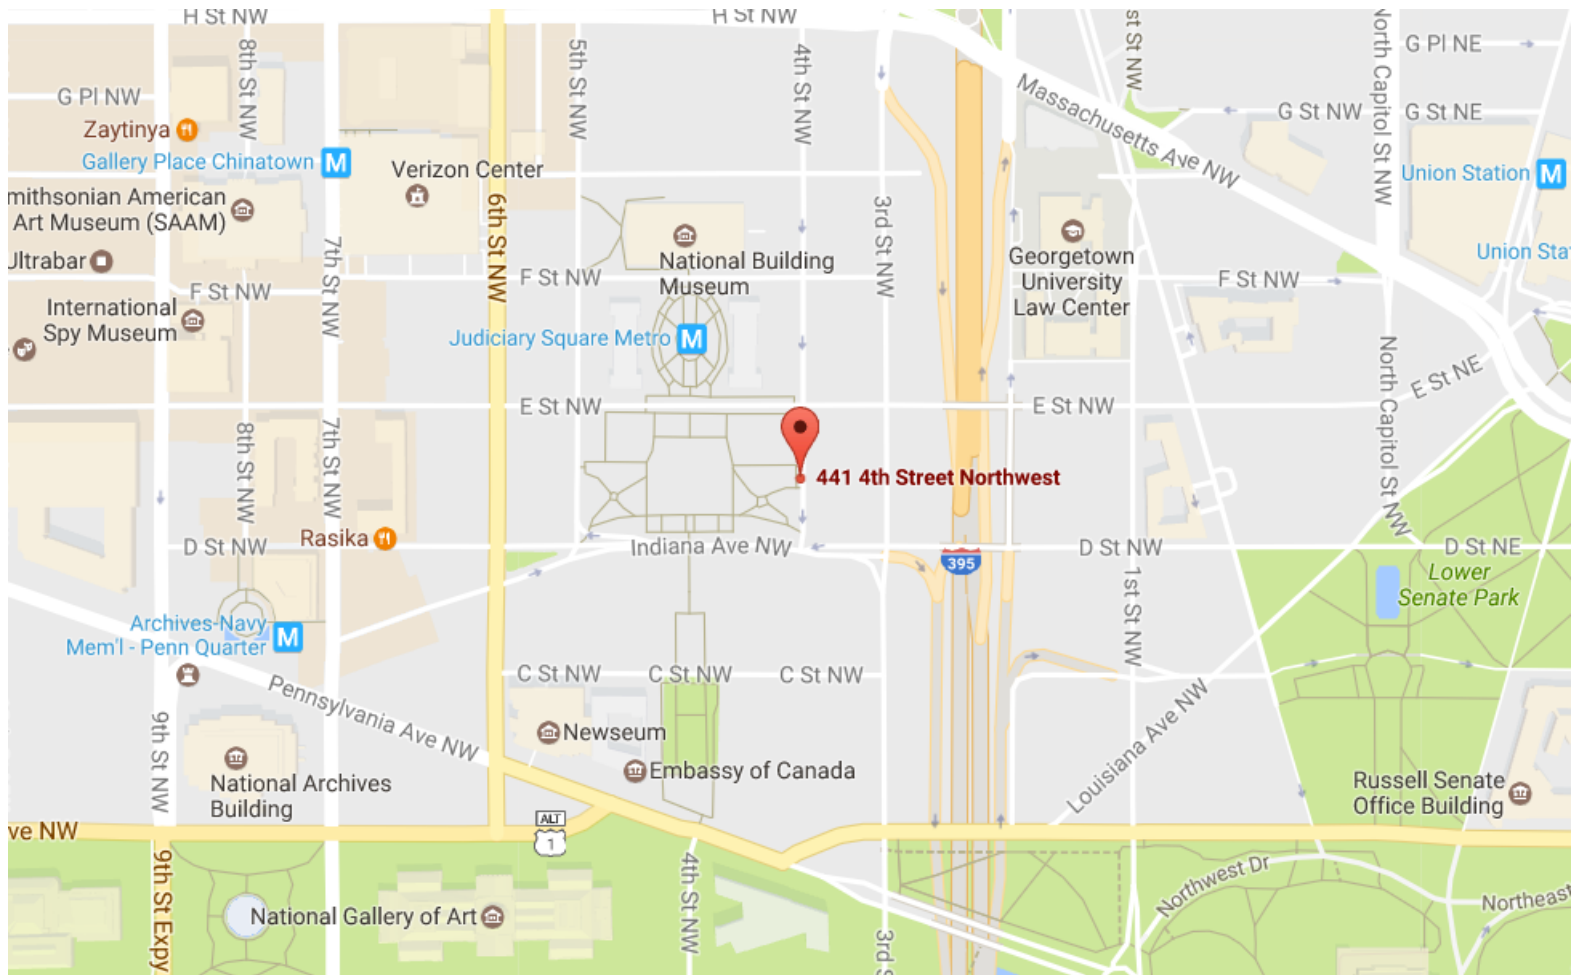 H St NW
H St NW
8th St NW
5th St NW
4th St NW
st St NW
North Capitol St NW
G Pl NE
G Pl NW
Massachusetts Ave NW
G St NW
G St NE
Zaytinya
Gallery Place Chinatown
M
Verizon Center
Union Station
M
mithsonian American
Art Museum (SAAM)
6th St NW
3rd St NW
7th St NW
National Building
Museum
Georgetown
University
Law Center
Union Sta
Ultrabar
F St NW
F St NW
F St NW
International
Spy Museum
Judiciary Square Metro
M
North Capitol St NW
E St NE
E St NW
E St NW
8th St NW
7th St NW
441 4th Street Northwest
Rasika
D St NW
Indiana Ave NW
395
D St NW
D St NE
Lower
Senate Park
1st St NW
Archives-Navy
Mem'l - Penn Quarter
M
C St NW
C St NW
C St NW
Pennsylvania Ave NW
9th St NW
Louisiana Ave NW
Newseum
Embassy of Canada
National Archives
Building
Russell Senate
Office Building
ve NW
ALT
1
9th St Expy
4th St NW
Northwest Dr
Northeast
National Gallery of Art
3rd S